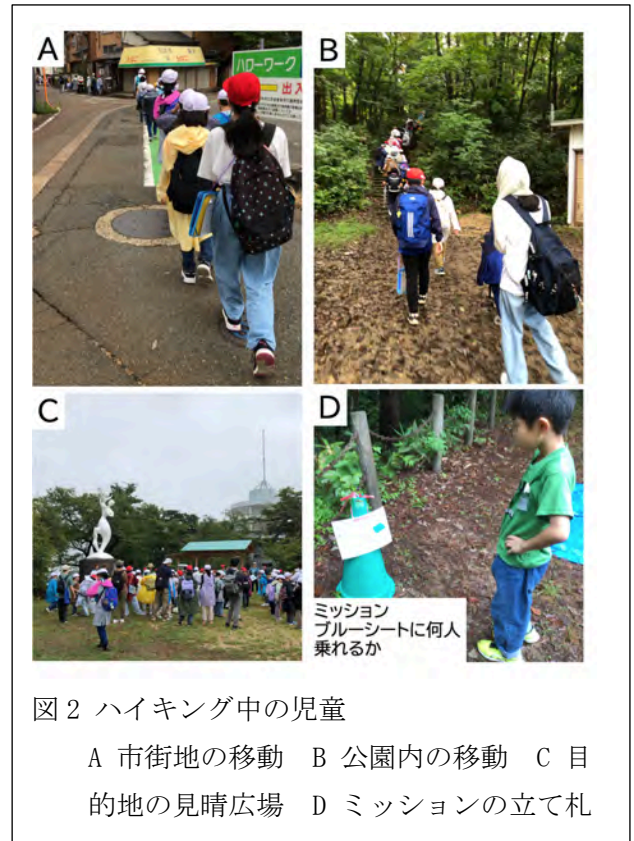 A
ハローワーク
出入
B
C
D
ミッション
ブルーシートに何人
乗れるか
図2 ハイキング中の児童
A 市街地の移動 B 公園内の移動 C 目
的地の見晴広場 D ミッションの立て札